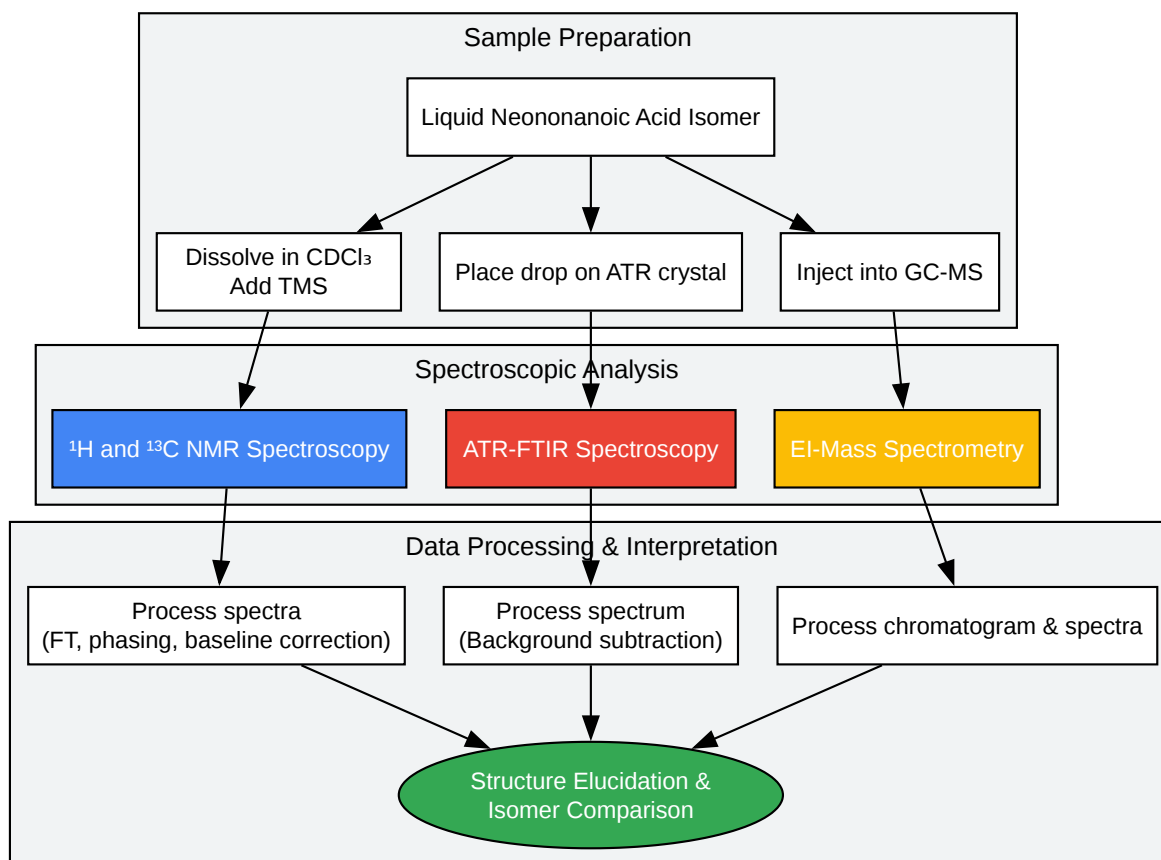 Sample Preparation
Liquid Neononanoic Acid Isomer
Dissolve in CDCl₃
Add TMS
Place drop on ATR crystal
Inject into GC-MS
Spectroscopic Analysis
¹H and ¹³C NMR Spectroscopy
ATR-FTIR Spectroscopy
EI-Mass Spectrometry
Data Processing & Interpretation
Process spectra
(FT, phasing, baseline correction)
Process spectrum
(Background subtraction)
Process chromatogram & spectra
Structure Elucidation &
Isomer Comparison